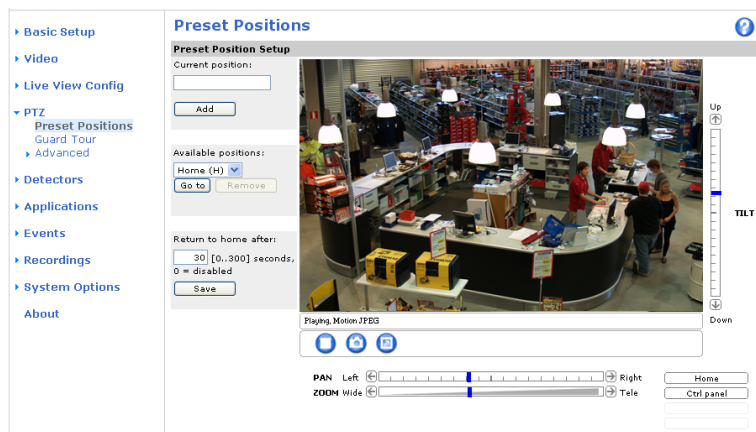 Basic Setup
Video
Live View Config
PTZ
Preset Positions
Guard Tour
Advanced
Detectors
Applications
Events
Recordings
System Options
About
Preset Positions
?
Preset Position Setup
Current position:
Add
Available positions:
Home (H)
Go to
Remove
Return to home after:
30 [0..300] seconds,
0 = disabled
Save
Up
TILT
Down
Playing, Motion JPEG
PAN Left Right
ZOOM Wide Tele
Home
Ctrl panel